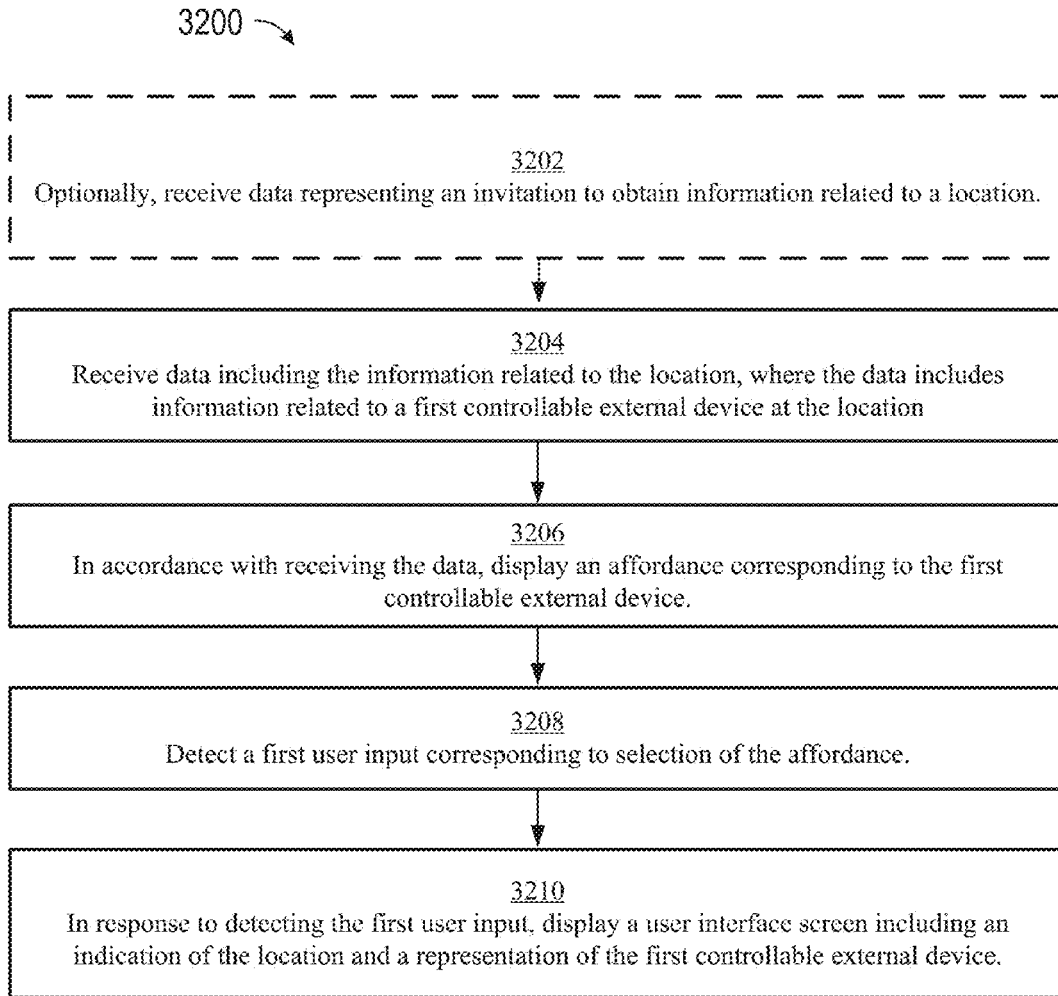 3200
3202
Optionally, receive data representing an invitation to obtain information related to a location.
3204
Receive data including the information related to the location, where the data includes
information related to a first controllable external device at the location
3206
In accordance with receiving the data, display an affordance corresponding to the first
controllable external device.
3208
Detect a first user input corresponding to selection of the affordance.
3210
In response to detecting the first user input, display a user interface screen including an
indication of the location and a representation of the first controllable external device.